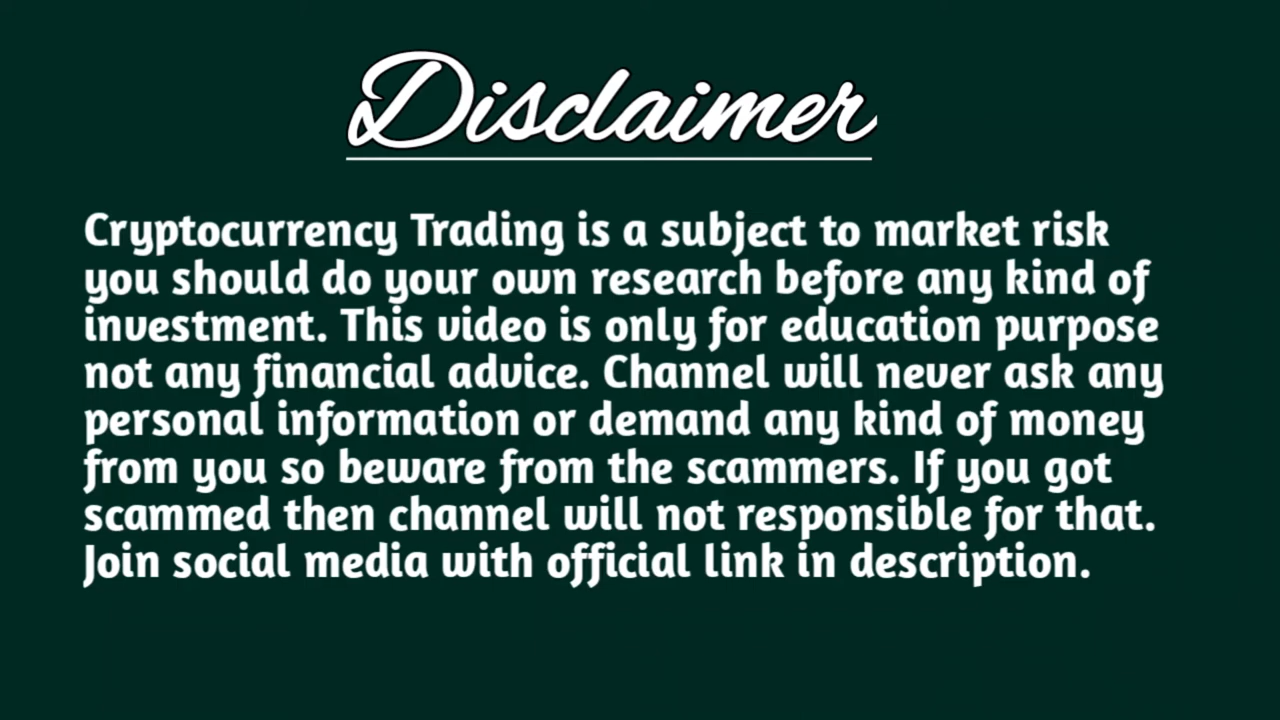 Disclaimer
Cryptocurrency Trading is a subject to market risk
you should do your own research before any kind of
investment. This video is only for education purpose
not any financial advice. Channel will never ask any
personal information or demand any kind of money
from you so beware from the scammers. If you got
scammed then channel will not responsible for that.
Join social media with official link in description.